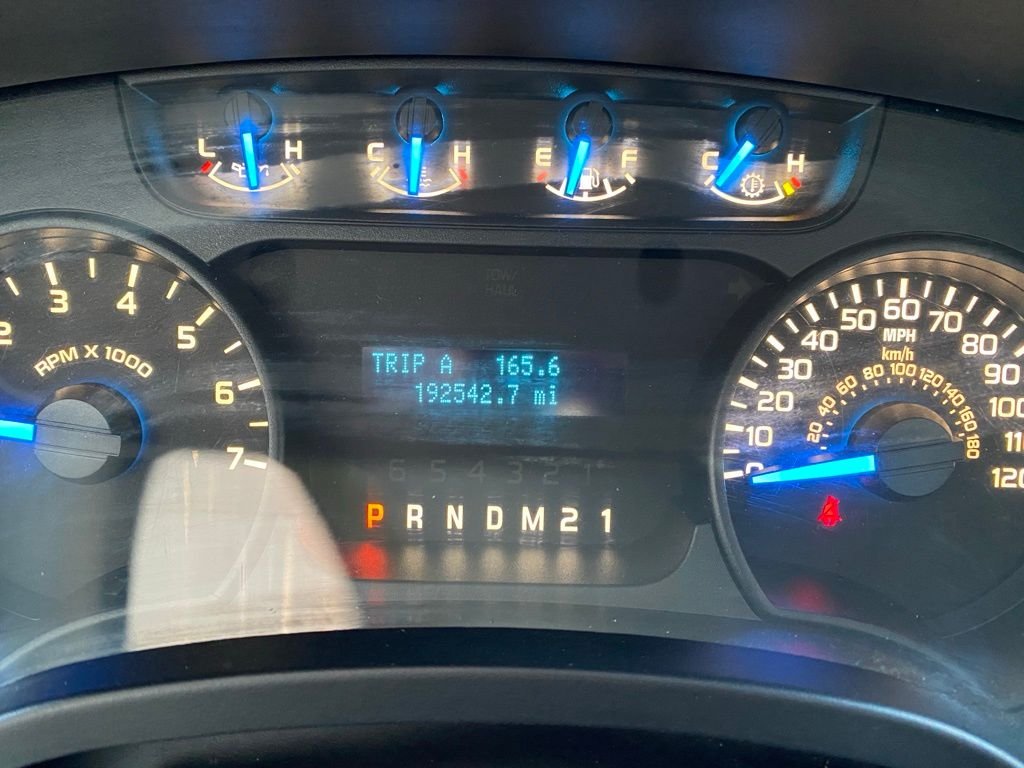 L H
C H
E F
C H
TOW/
HAUL
2 3 4 5 6 7
RPM X 1000
TRIP A 165.6
192542.7 mi
6 5 4 3 2 1
P R N D M 2 1
0 10 20 30 40 50 60 70 80 90 100 11 120
MPH
km/h
20 40 60 80 100 120 140 160 180